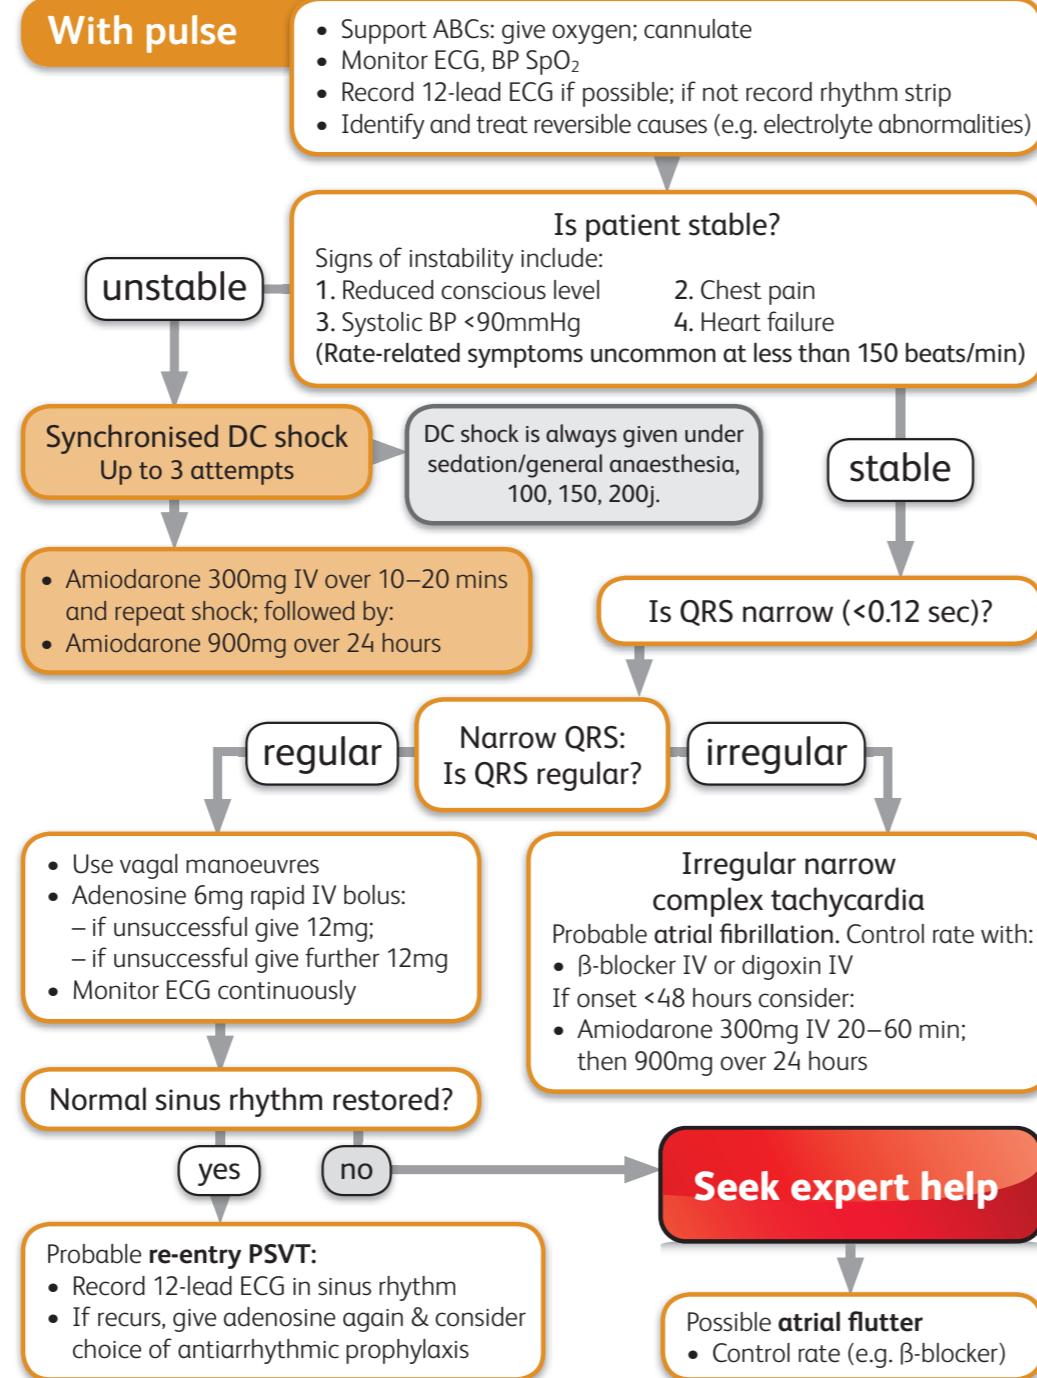 With pulse
• Support ABCs: give oxygen; cannulate
• Monitor ECG, BP SpO₂
• Record 12-lead ECG if possible; if not record rhythm strip
• Identify and treat reversible causes (e.g. electrolyte abnormalities)
Is patient stable?
Signs of instability include:
1. Reduced conscious level 2. Chest pain
3. Systolic BP <90mmHg 4. Heart failure
(Rate-related symptoms uncommon at less than 150 beats/min)
unstable
Synchronised DC shock
Up to 3 attempts
DC shock is always given under
sedation/general anaesthesia,
100, 150, 200j.
stable
• Amiodarone 300mg IV over 10–20 mins
and repeat shock; followed by:
• Amiodarone 900mg over 24 hours
Is QRS narrow (<0.12 sec)?
Narrow QRS:
Is QRS regular?
regular
irregular
• Use vagal manoeuvres
• Adenosine 6mg rapid IV bolus:
– if unsuccessful give 12mg;
– if unsuccessful give further 12mg
• Monitor ECG continuously
Irregular narrow
complex tachycardia
Probable atrial fibrillation. Control rate with:
• β-blocker IV or digoxin IV
If onset <48 hours consider:
• Amiodarone 300mg IV 20–60 min;
then 900mg over 24 hours
Normal sinus rhythm restored?
yes
no
Seek expert help
Probable re-entry PSVT:
• Record 12-lead ECG in sinus rhythm
• If recurs, give adenosine again & consider
choice of antiarrhythmic prophylaxis
Possible atrial flutter
• Control rate (e.g. β-blocker)